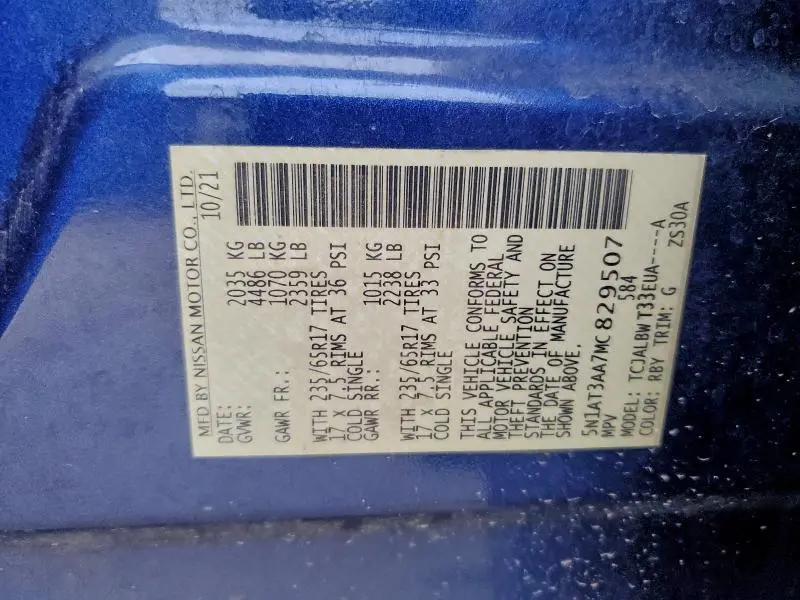 MFD BY NISSAN MOTOR CO., LTD.
DATE: 10/21
GVWR: 2035 KG
4486 LB
GAWR FR.: 1070 KG
2359 LB
WITH 235/65R17 TIRES
17 X 7.5 RIMS AT 36 PSI
COLD SINGLE
GAWR RR.: 1015 KG
2238 LB
WITH 235/65R17 TIRES
17 X 7.5 RIMS AT 33 PSI
COLD SINGLE
THIS VEHICLE CONFORMS TO
ALL APPLICABLE FEDERAL
MOTOR VEHICLE SAFETY AND
THEFT PREVENTION
STANDARDS IN EFFECT ON
THE DATE OF MANUFACTURE
SHOWN ABOVE.
5N1AT3AA7MC829507
MPV 584
MODEL: TCJALBW T33EUA----A
COLOR: RBY TRIM: G ZS30A